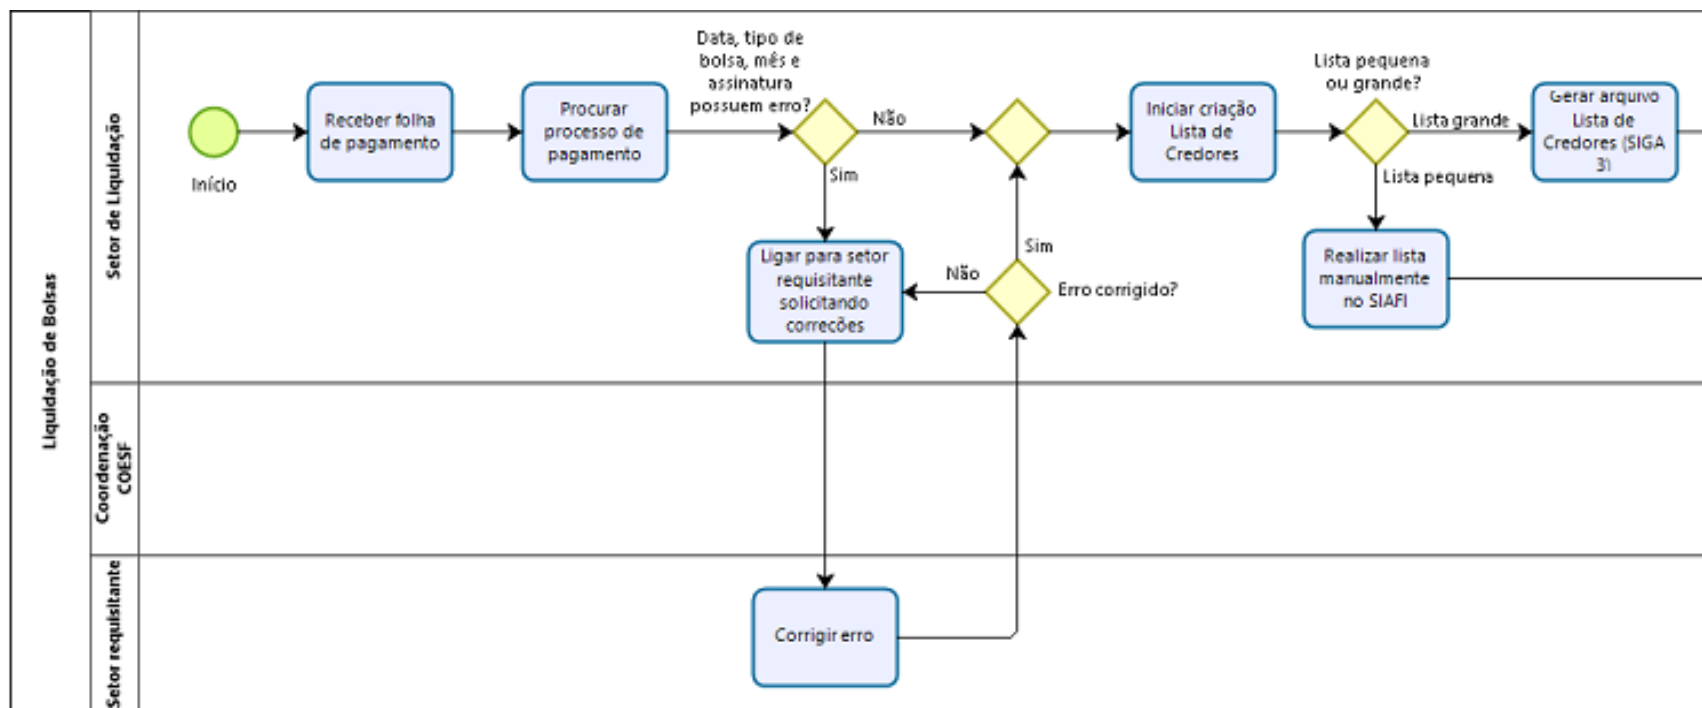 Liquidação de Bolsas
Setor de Liquidação
Início
Receber folha
de pagamento
Procurar
processo de
pagamento
Data, tipo de
bolsa, mês e
assinatura
possuem erro?
Não
Sim
Ligar para setor
requisitante
solicitando
correções
Não
Sim
Erro corrigido?
Iniciar criação
Lista de
Credores
Lista pequena
ou grande?
Lista grande
Lista pequena
Gerar arquivo
Lista de
Credores (SIGA
3)
Realizar lista
manualmente
no SIAFI
Coordenação
COESF
Setor requisitante
Corrigir erro